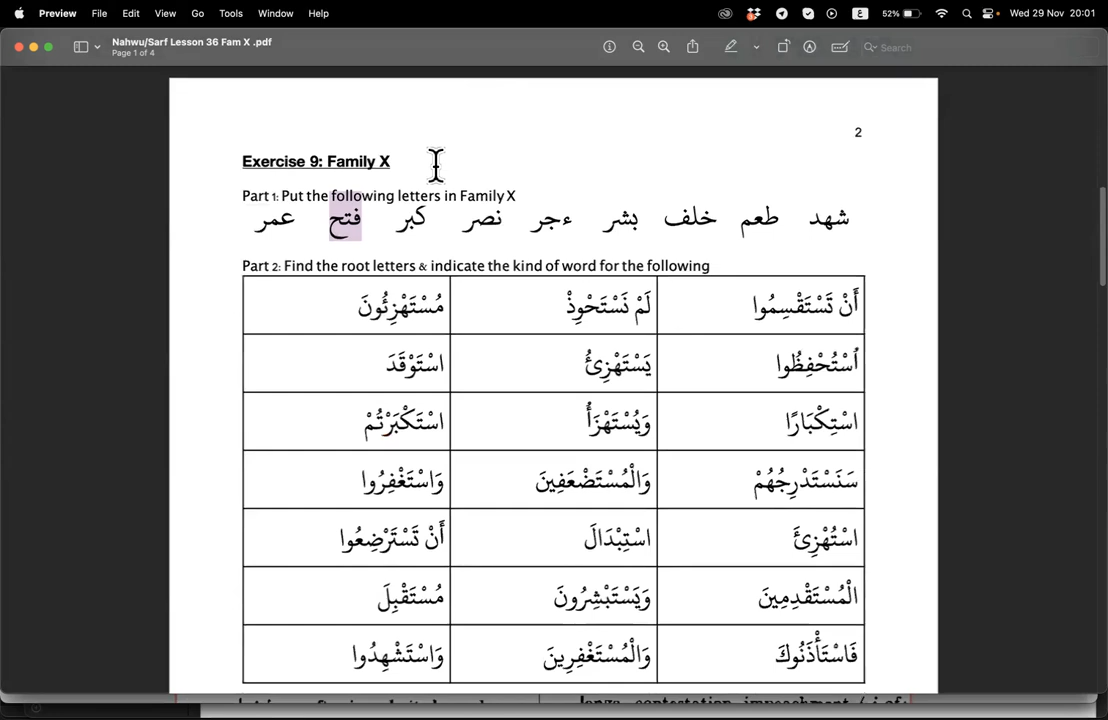 Preview File Edit View Go Tools Window Help 52% Wed 29 Nov 20:01
Nahwu/Sarf Lesson 36 Fam X .pdf
Page 1 of 4
Search
2
Exercise 9: Family X
Part 1: Put the following letters in Family X
شهد طعم خلف بشر ءجر نصر كبر فتح عمر
Part 2: Find the root letters & indicate the kind of word for the following
أَنْ تَسْتَقْسِمُوا لَمْ نَسْتَحْوِذْ مُسْتَهْزِئُونَ
ٱسْتُحْفِظُوا يَسْتَهْزِئُ اسْتَوْقَدَ
اسْتِكْبَارًا وَيُسْتَهْزَأُ اسْتَكْبَرْتُمْ
سَنَسْتَدْرِجُهُمْ وَالْمُسْتَضْعَفِينَ وَاسْتَغْفِرُوا
اسْتُهْزِئَ اسْتِبْدَالَ أَنْ تَسْتَرْضِعُوا
الْمُسْتَقْدِمِينَ وَيَسْتَبْشِرُونَ مُسْتَقْبِلَ
فَاسْتَأْذَنُوكَ وَالْمُسْتَغْفِرِينَ وَاسْتَشْهِدُوا